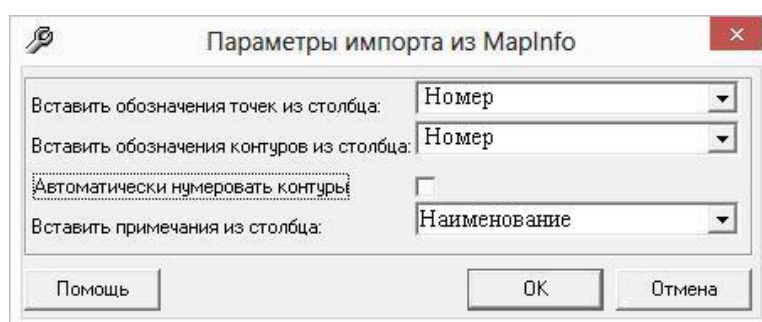 Параметры импорта из MapInfo
Вставить обозначения точек из столбца: Номер
Вставить обозначения контуров из столбца: Номер
Автоматически нумеровать контуры
Вставить примечания из столбца: Наименование
Помощь OK Отмена